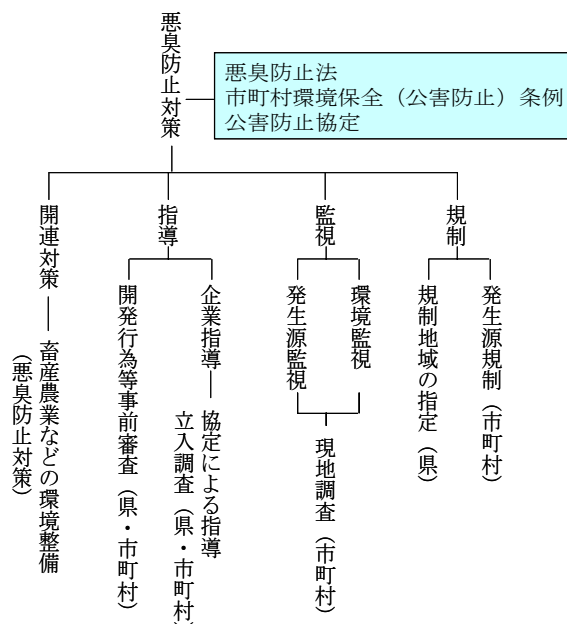 悪臭防止対策
悪臭防止法
市町村環境保全（公害防止）条例
公害防止協定
規制
発生源規制（市町村）
規制地域の指定（県）
監視
環境監視
発生源監視
現地調査（市町村）
指導
企業指導
協定による指導
立入調査（県・市町村）
開発行為等事前審査（県・市町村）
開連対策
畜産農業などの環境整備
（悪臭防止対策）